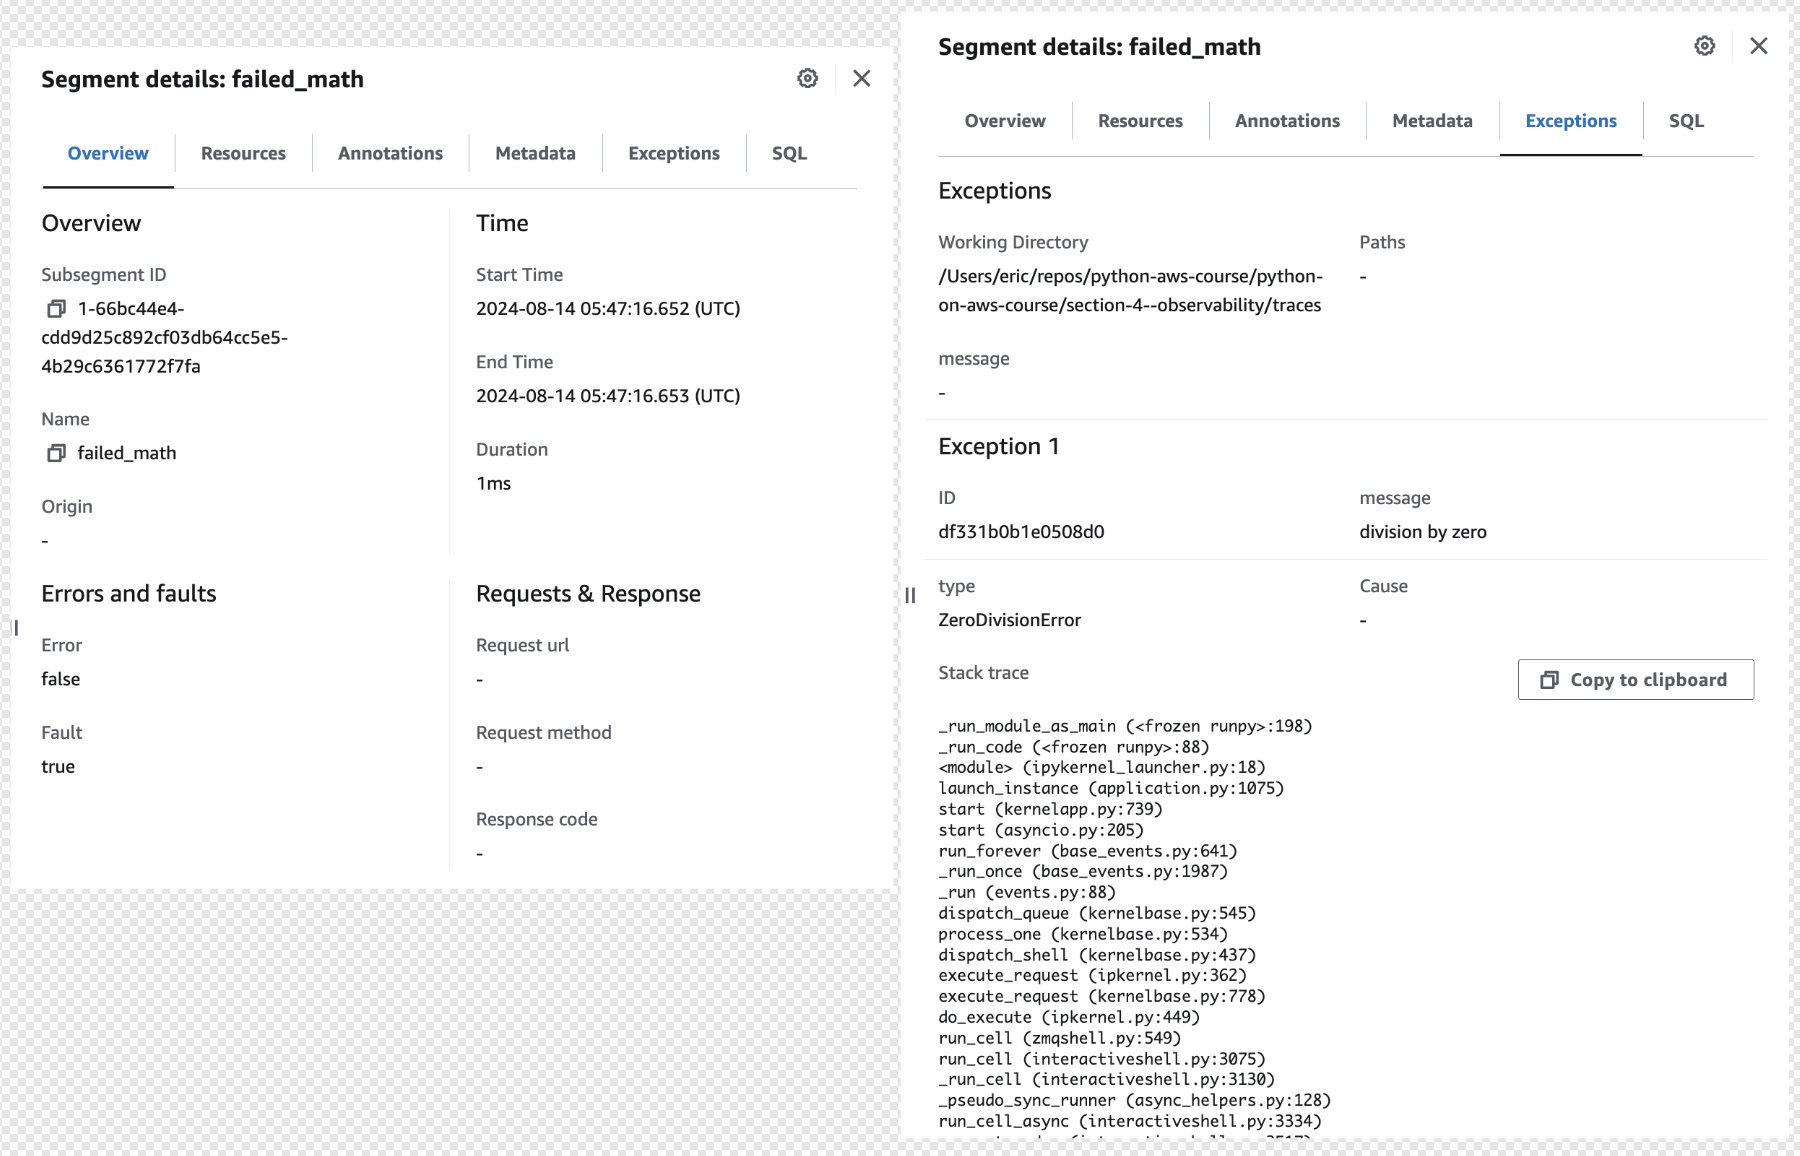 Segment details: failed_math
Overview
Resources
Annotations
Metadata
Exceptions
SQL
Overview
Subsegment ID
1-66bc44e4-
cdd9d25c892cf03db64cc5e5-
4b29c6361772f7fa
Name
failed_math
Origin
-
Time
Start Time
2024-08-14 05:47:16.652 (UTC)
End Time
2024-08-14 05:47:16.653 (UTC)
Duration
1ms
Errors and faults
Error
false
Fault
true
Requests & Response
Request url
-
Request method
-
Response code
-
Segment details: failed_math
Overview
Resources
Annotations
Metadata
Exceptions
SQL
Exceptions
Working Directory
/Users/eric/repos/python-aws-course/python-
on-aws-course/section-4--observability/traces
Paths
-
message
-
Exception 1
ID
df331b0b1e0508d0
message
division by zero
type
ZeroDivisionError
Cause
-
Stack trace
Copy to clipboard
_run_module_as_main (<frozen runpy>:198)
_run_code (<frozen runpy>:88)
<module> (ipykernel_launcher.py:18)
launch_instance (application.py:1075)
start (kernelapp.py:739)
start (asyncio.py:205)
run_forever (base_events.py:641)
_run_once (base_events.py:1987)
_run (events.py:88)
dispatch_queue (kernelbase.py:545)
process_one (kernelbase.py:534)
dispatch_shell (kernelbase.py:437)
execute_request (ipkernel.py:362)
execute_request (kernelbase.py:778)
do_execute (ipkernel.py:449)
run_cell (zmqshell.py:549)
run_cell (interactiveshell.py:3075)
_run_cell (interactiveshell.py:3130)
_pseudo_sync_runner (async_helpers.py:128)
run_cell_async (interactiveshell.py:3334)